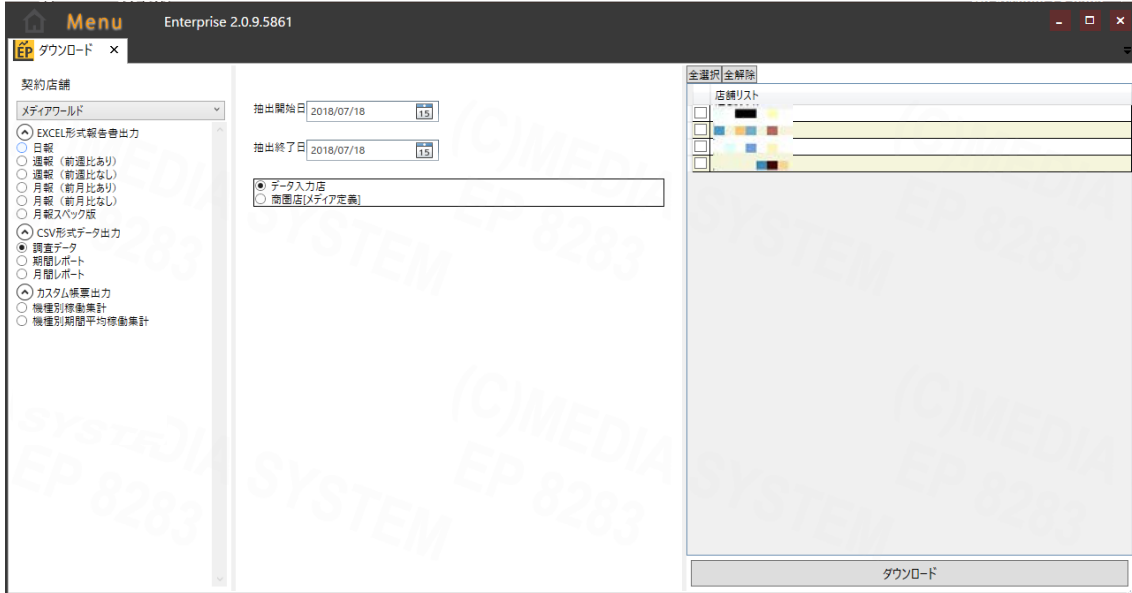 Menu Enterprise 2.0.9.5861
EP ダウンロード ×
契約店舗
メディアワールド
EXCEL形式報告書出力
日報
週報（前週比あり）
週報（前週比なし）
月報（前月比あり）
月報（前月比なし）
月報スペック版
CSV形式データ出力
調査データ
期間レポート
月間レポート
カスタム帳票出力
機種別稼働集計
機種別期間平均稼働集計
抽出開始日 2018/07/18 15
抽出終了日 2018/07/18 15
データ入力店
商圏店[メディア定義]
全選択 全解除
店舗リスト
ダウンロード
(C)MEDIA
SYSTEM
EP 8283